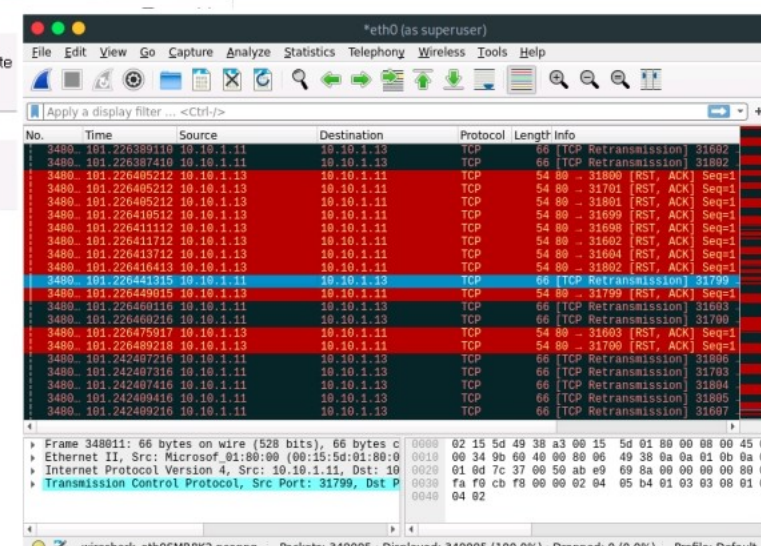 te
*eth0 (as superuser)
File Edit View Go Capture Analyze Statistics Telephony Wireless Tools Help
Apply a display filter ... <Ctrl-/>
No. Time Source Destination Protocol Length Info
3480… 101.226389110 10.10.1.11 10.10.1.13 TCP 66 [TCP Retransmission] 31602
3480… 101.226387410 10.10.1.11 10.10.1.13 TCP 66 [TCP Retransmission] 31802
3480… 101.226405212 10.10.1.13 10.10.1.11 TCP 54 80 → 31800 [RST, ACK] Seq=1
3480… 101.226405212 10.10.1.13 10.10.1.11 TCP 54 80 → 31701 [RST, ACK] Seq=1
3480… 101.226405212 10.10.1.13 10.10.1.11 TCP 54 80 → 31801 [RST, ACK] Seq=1
3480… 101.226410512 10.10.1.13 10.10.1.11 TCP 54 80 → 31699 [RST, ACK] Seq=1
3480… 101.226411112 10.10.1.13 10.10.1.11 TCP 54 80 → 31698 [RST, ACK] Seq=1
3480… 101.226411712 10.10.1.13 10.10.1.11 TCP 54 80 → 31602 [RST, ACK] Seq=1
3480… 101.226413712 10.10.1.13 10.10.1.11 TCP 54 80 → 31604 [RST, ACK] Seq=1
3480… 101.226416413 10.10.1.13 10.10.1.11 TCP 54 80 → 31802 [RST, ACK] Seq=1
3480… 101.226441315 10.10.1.11 10.10.1.13 TCP 66 [TCP Retransmission] 31799
3480… 101.226449015 10.10.1.13 10.10.1.11 TCP 54 80 → 31799 [RST, ACK] Seq=1
3480… 101.226460116 10.10.1.11 10.10.1.13 TCP 66 [TCP Retransmission] 31603
3480… 101.226460216 10.10.1.11 10.10.1.13 TCP 66 [TCP Retransmission] 31700
3480… 101.226475917 10.10.1.13 10.10.1.11 TCP 54 80 → 31603 [RST, ACK] Seq=1
3480… 101.226489218 10.10.1.13 10.10.1.11 TCP 54 80 → 31700 [RST, ACK] Seq=1
3480… 101.242407216 10.10.1.11 10.10.1.13 TCP 66 [TCP Retransmission] 31806
3480… 101.242407316 10.10.1.11 10.10.1.13 TCP 66 [TCP Retransmission] 31703
3480… 101.242407416 10.10.1.11 10.10.1.13 TCP 66 [TCP Retransmission] 31804
3480… 101.242409416 10.10.1.11 10.10.1.13 TCP 66 [TCP Retransmission] 31805
3480… 101.242409216 10.10.1.11 10.10.1.13 TCP 66 [TCP Retransmission] 31607
Frame 348011: 66 bytes on wire (528 bits), 66 bytes c
Ethernet II, Src: Microsof_01:80:00 (00:15:5d:01:80:0
Internet Protocol Version 4, Src: 10.10.1.11, Dst: 10
Transmission Control Protocol, Src Port: 31799, Dst P
0000 02 15 5d 49 38 a3 00 15 5d 01 80 00 08 00 45 0
0010 00 34 9b 60 40 00 80 06 49 38 0a 0a 01 0b 0a 0
0020 01 0d 7c 37 00 50 ab e9 69 8a 00 00 00 00 80 0
0030 fa f0 cb f8 00 00 02 04 05 b4 01 03 03 08 01 0
0040 04 02